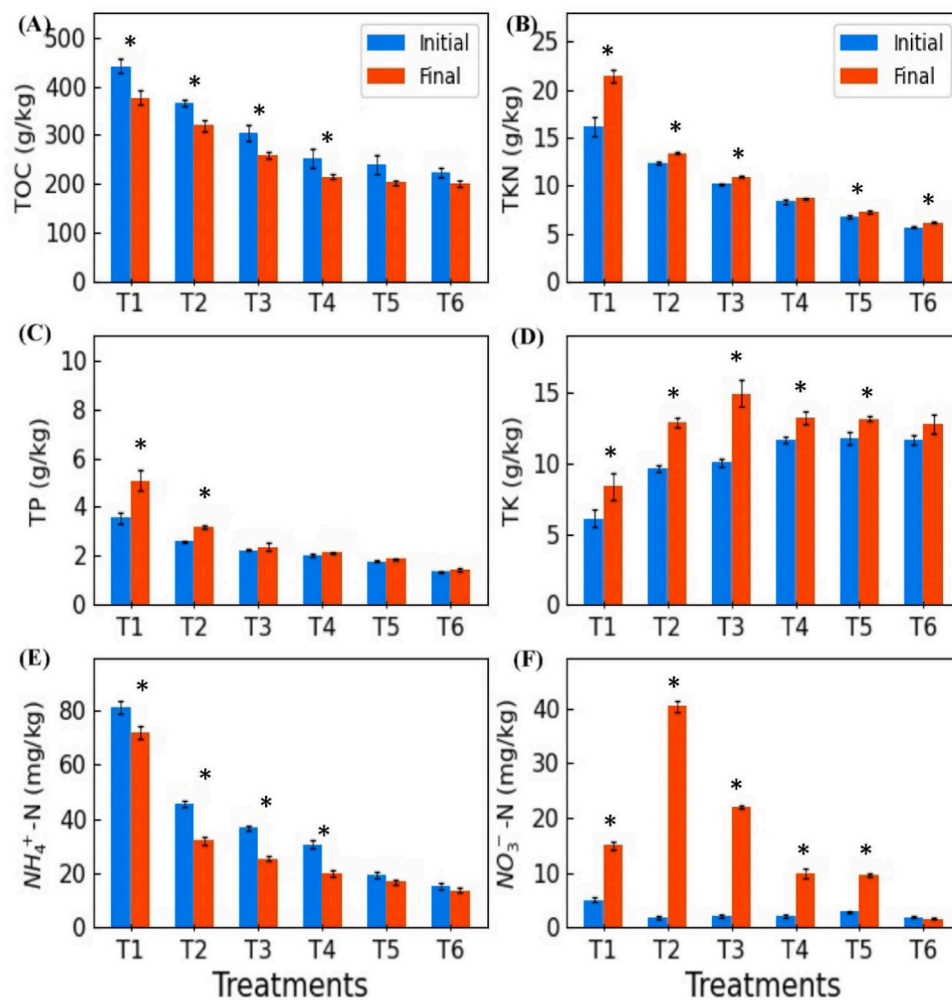 (A)
TOC (g/kg)
500
400
300
200
100
0
* * * *
Initial
Final
T1 T2 T3 T4 T5 T6
(B)
TKN (g/kg)
25
20
15
10
5
0
* * * * *
Initial
Final
T1 T2 T3 T4 T5 T6
(C)
TP (g/kg)
10
8
6
4
2
0
* *
T1 T2 T3 T4 T5 T6
(D)
TK (g/kg)
15
10
5
0
* * * * *
T1 T2 T3 T4 T5 T6
(E)
NH₄⁺-N (mg/kg)
80
60
40
20
0
* * * *
T1 T2 T3 T4 T5 T6
Treatments
(F)
NO₃⁻-N (mg/kg)
40
30
20
10
0
* * * * *
T1 T2 T3 T4 T5 T6
Treatments